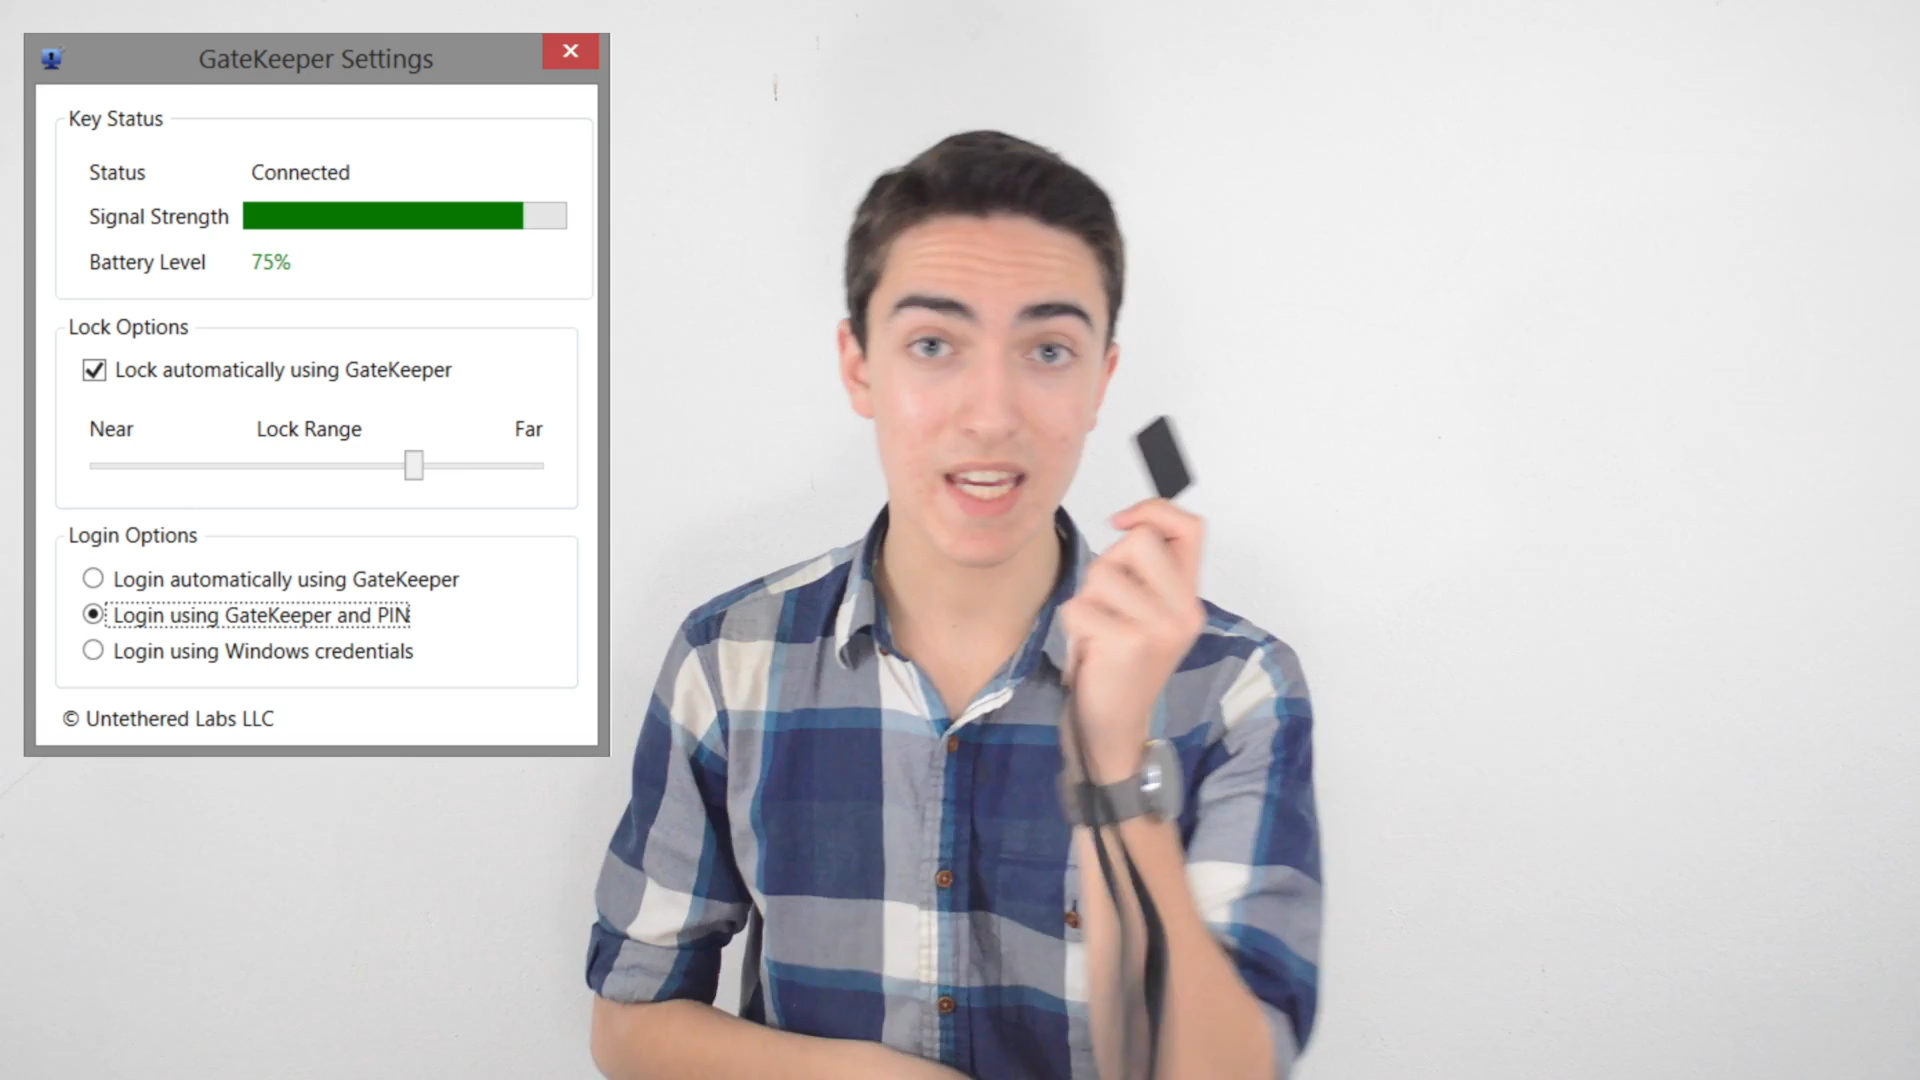 GateKeeper Settings
Key Status
Status Connected
Signal Strength
Battery Level 75%
Lock Options
Lock automatically using GateKeeper
Near Lock Range Far
Login Options
Login automatically using GateKeeper
Login using GateKeeper and PIN
Login using Windows credentials
© Untethered Labs LLC